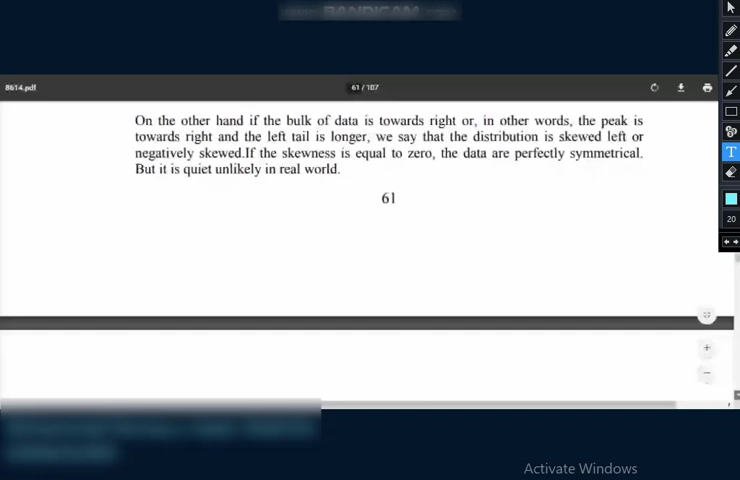 BANDICAM
8614.pdf
61 / 107
On the other hand if the bulk of data is towards right or, in other words, the peak is
towards right and the left tail is longer, we say that the distribution is skewed left or
negatively skewed.If the skewness is equal to zero, the data are perfectly symmetrical.
But it is quiet unlikely in real world.
61
T
20
Activate Windows